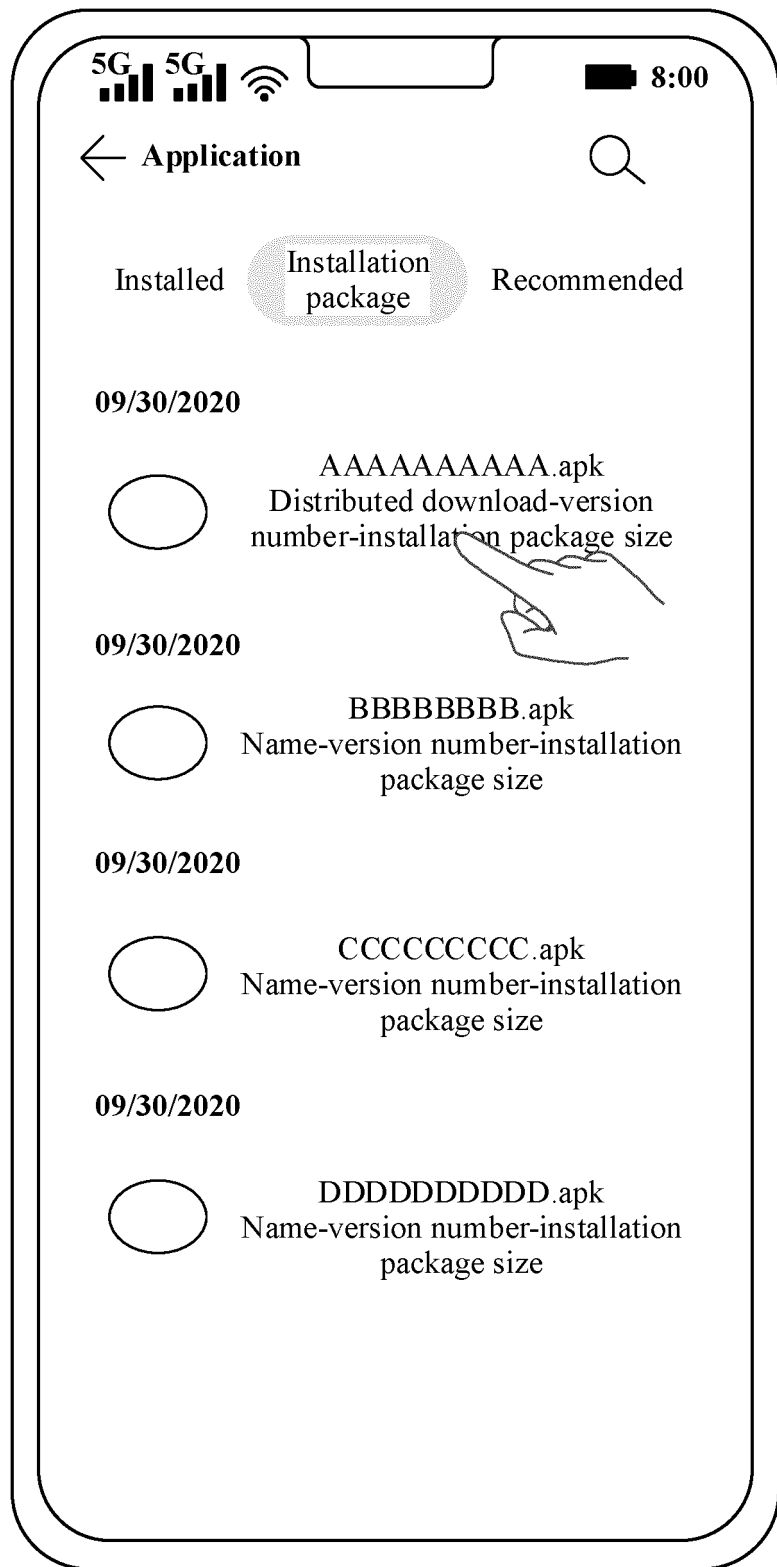 5G 5G 8:00
Application
Installed Installation package Recommended
09/30/2020
AAAAAAAAAA.apk
Distributed download-version
number-installation package size
09/30/2020
BBBBBBBB.apk
Name-version number-installation
package size
09/30/2020
CCCCCCCCC.apk
Name-version number-installation
package size
09/30/2020
DDDDDDDDDD.apk
Name-version number-installation
package size